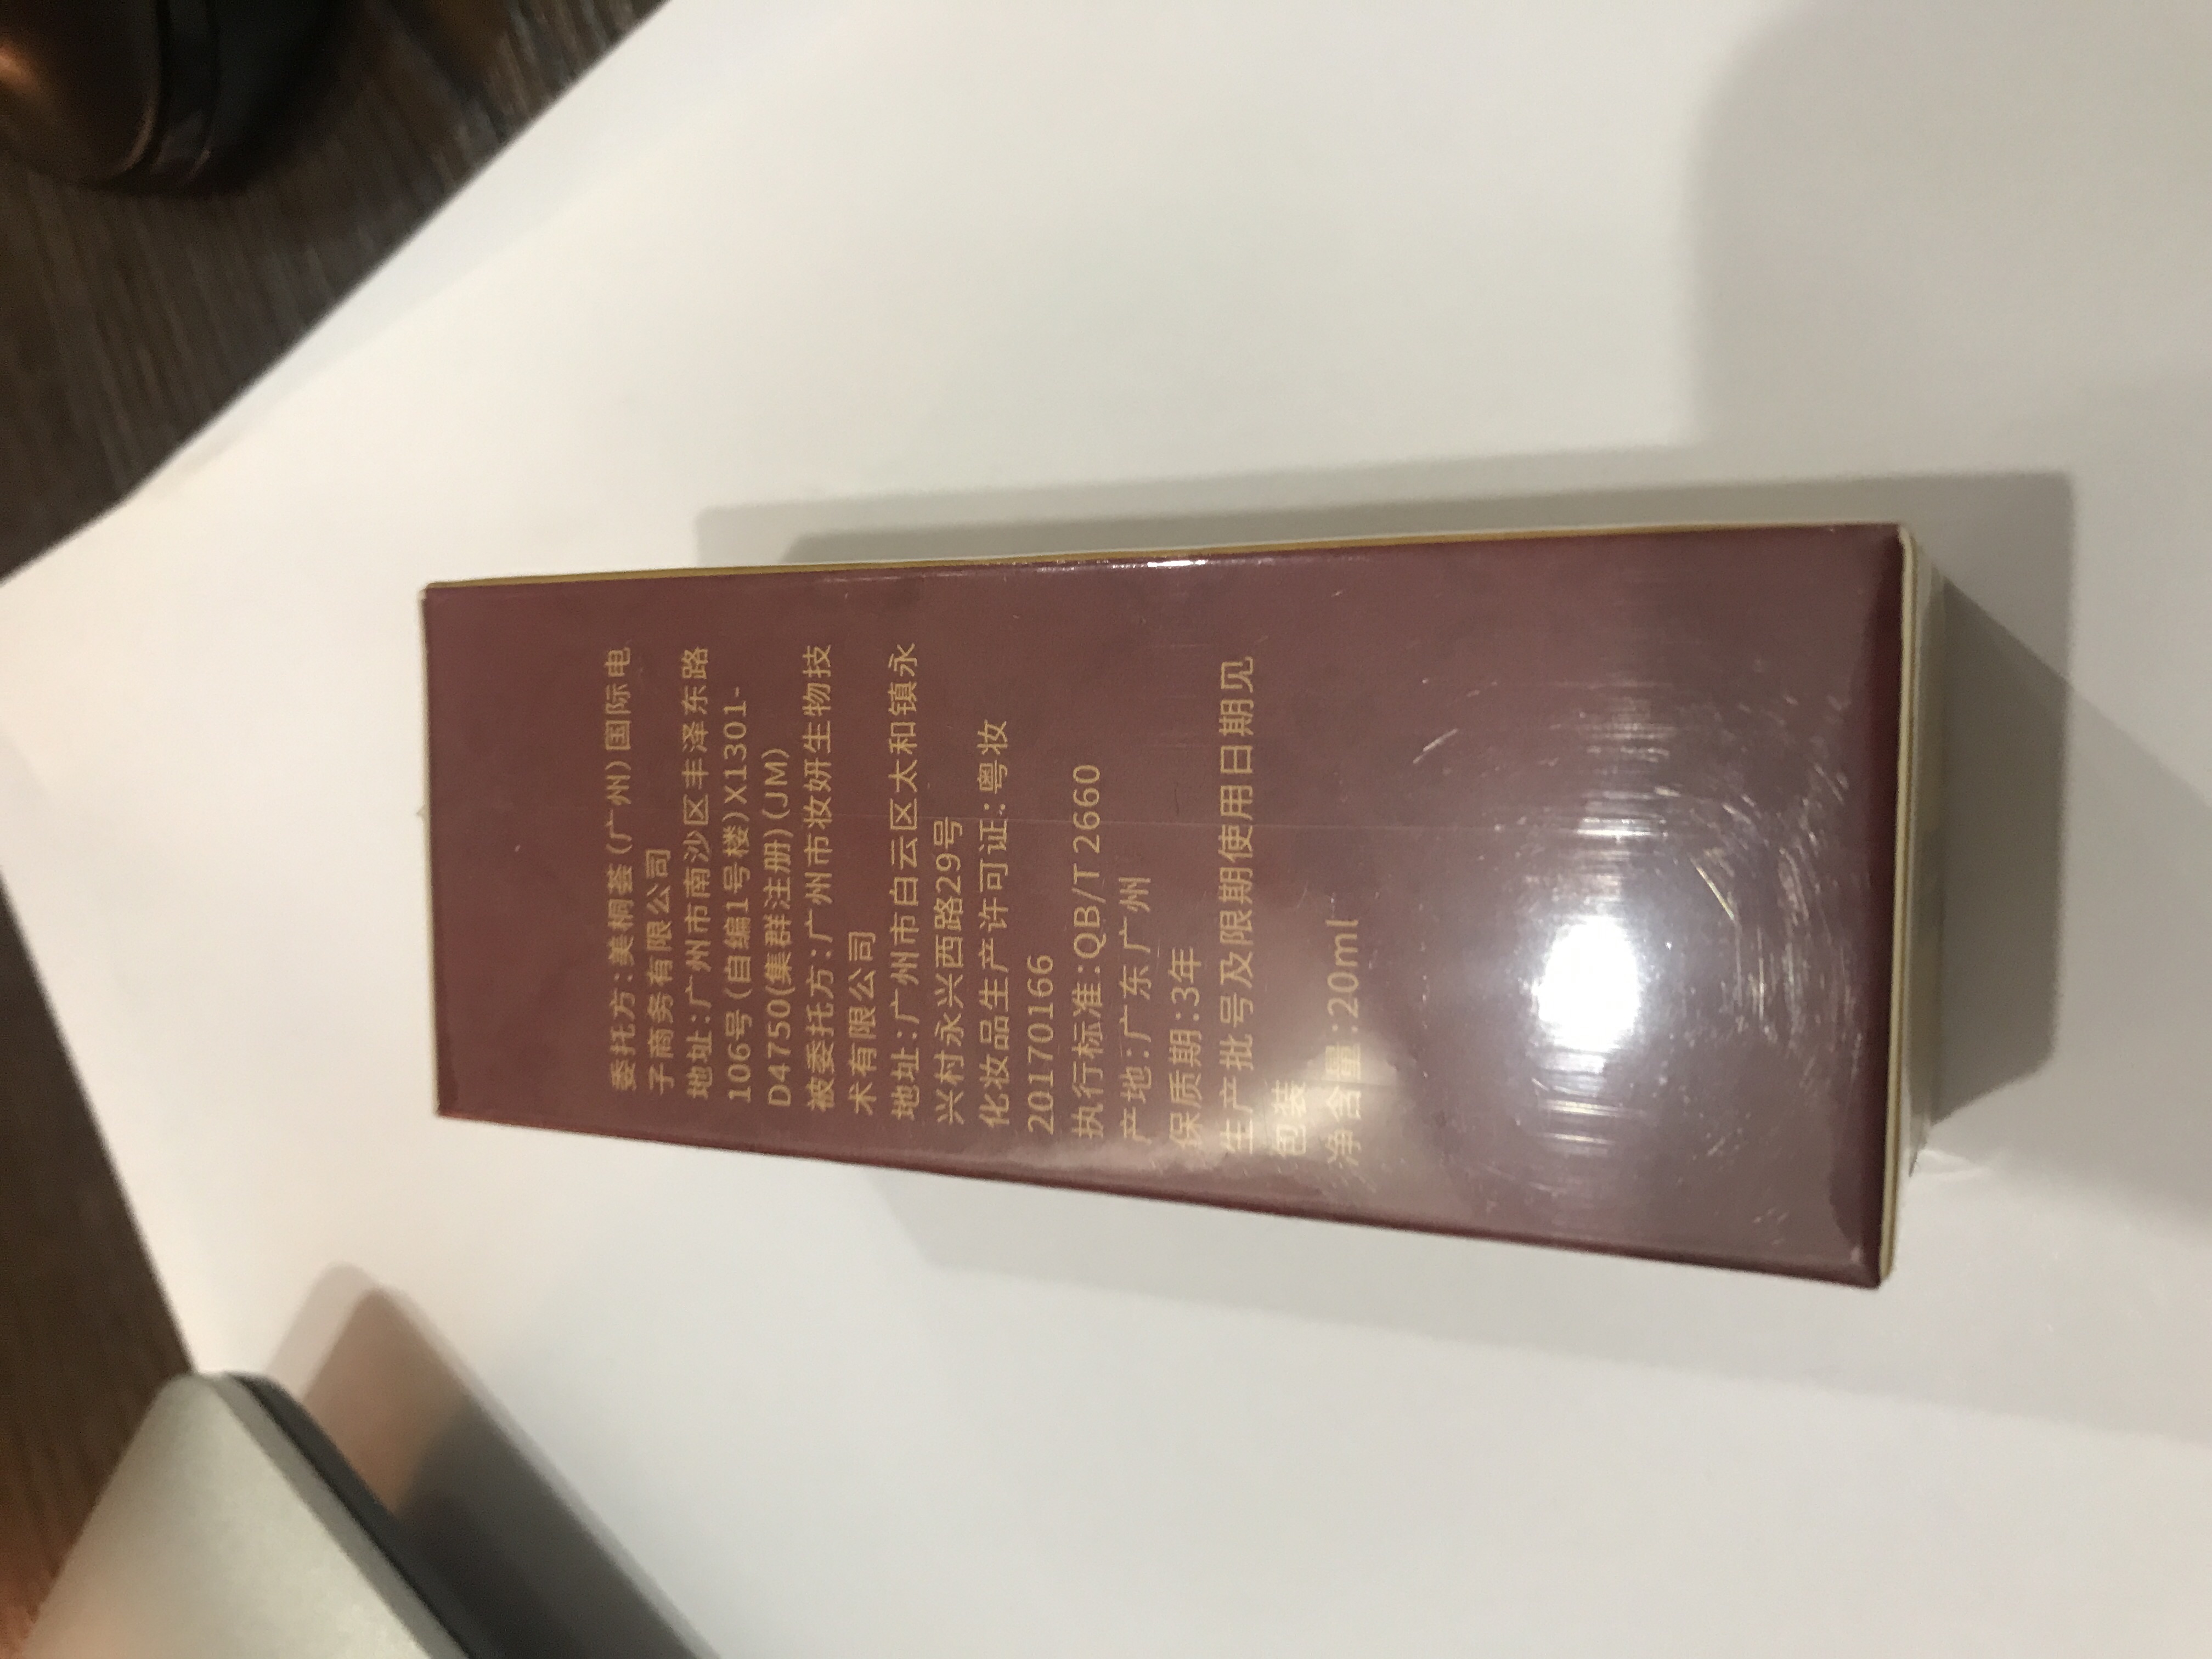 委托方：美桐荟（广州）国际电
子商务有限公司
地址：广州市南沙区丰泽东路
106号（自编1号楼）X1301-
D4750(集群注册)（JM）
被委托方：广州市妆妍生物技
术有限公司
地址：广州市白云区太和镇永
兴村永兴西路29号
化妆品生产许可证：粤妆
20170166
执行标准：QB/T 2660
产地：广东 广州
保质期：3年
生产批号及限期使用日期见
包装
净含量：20ml